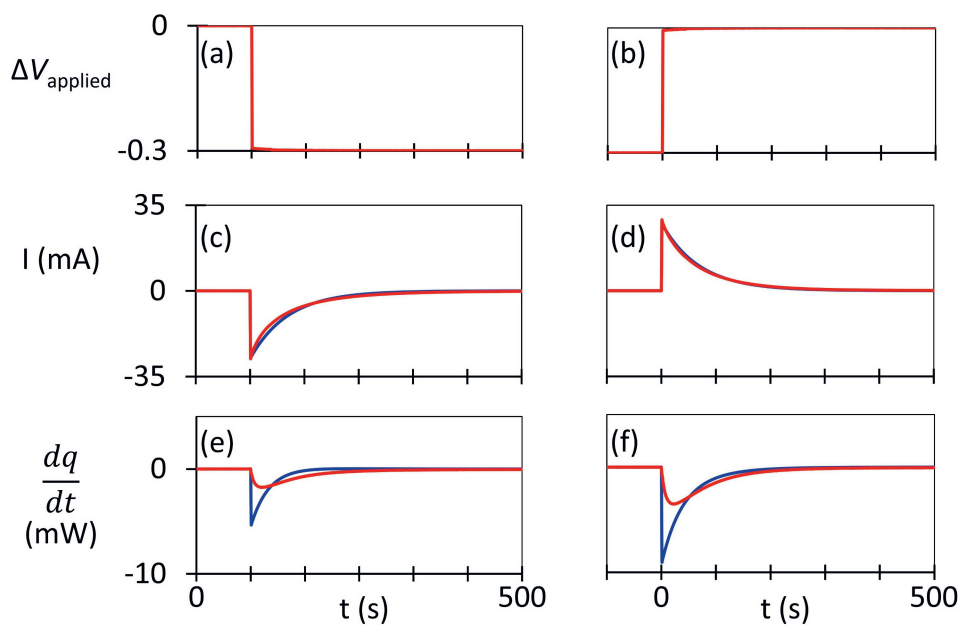 0
(a)
(b)
ΔVapplied
-0.3
35
(c)
(d)
I (mA)
0
-35
(e)
(f)
dq
dt
(mW)
0
-10
0
t (s)
500
0
t (s)
500